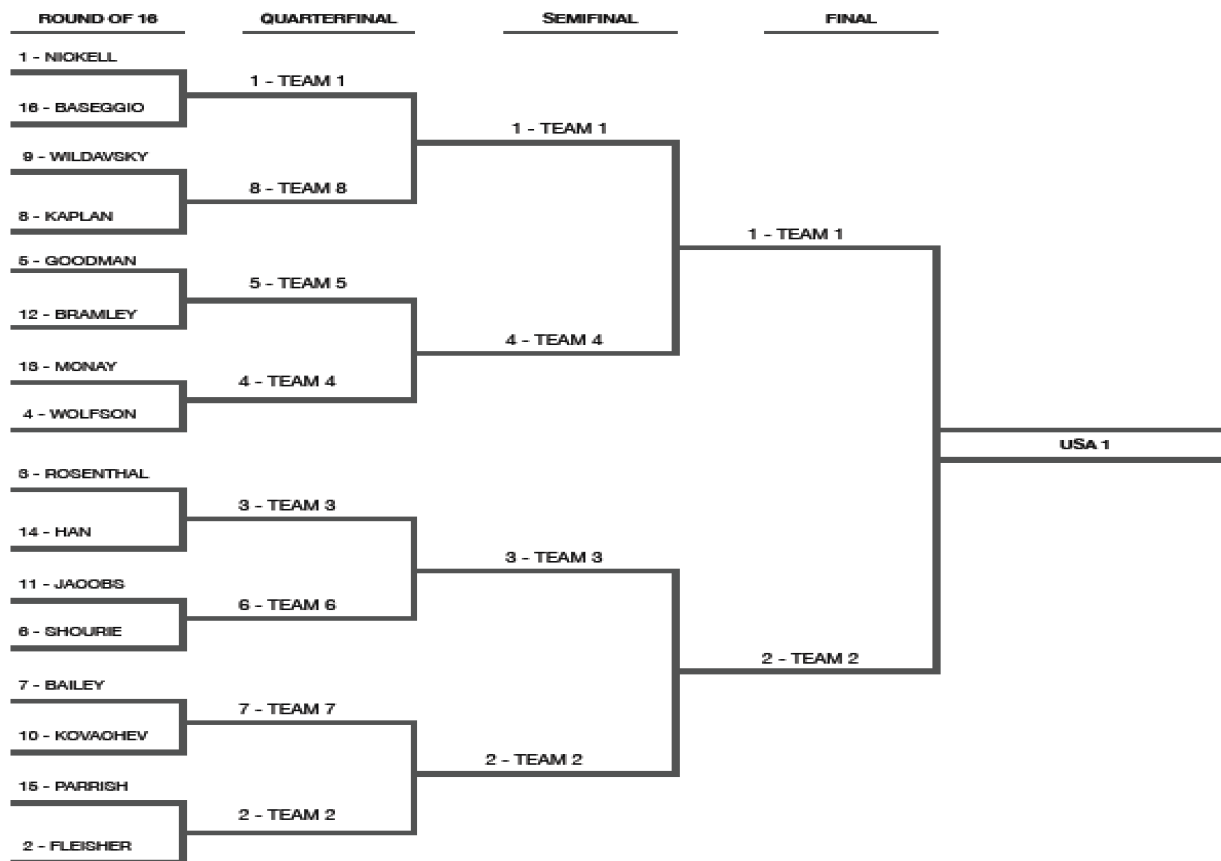 ROUND OF 16 QUARTERFINAL SEMIFINAL FINAL
1 - NICKELL
1 - TEAM 1
16 - BASEGGIO
1 - TEAM 1
9 - WILDAVSKY
8 - TEAM 8
8 - KAPLAN
1 - TEAM 1
5 - GOODMAN
5 - TEAM 5
12 - BRAMLEY
4 - TEAM 4
13 - MONAY
4 - TEAM 4
4 - WOLFSON
USA 1
3 - ROSENTHAL
3 - TEAM 3
14 - HAN
3 - TEAM 3
11 - JACOBS
6 - TEAM 6
6 - SHOURIE
2 - TEAM 2
7 - BAILEY
7 - TEAM 7
10 - KOVACHEV
2 - TEAM 2
15 - PARRISH
2 - TEAM 2
2 - FLEISHER